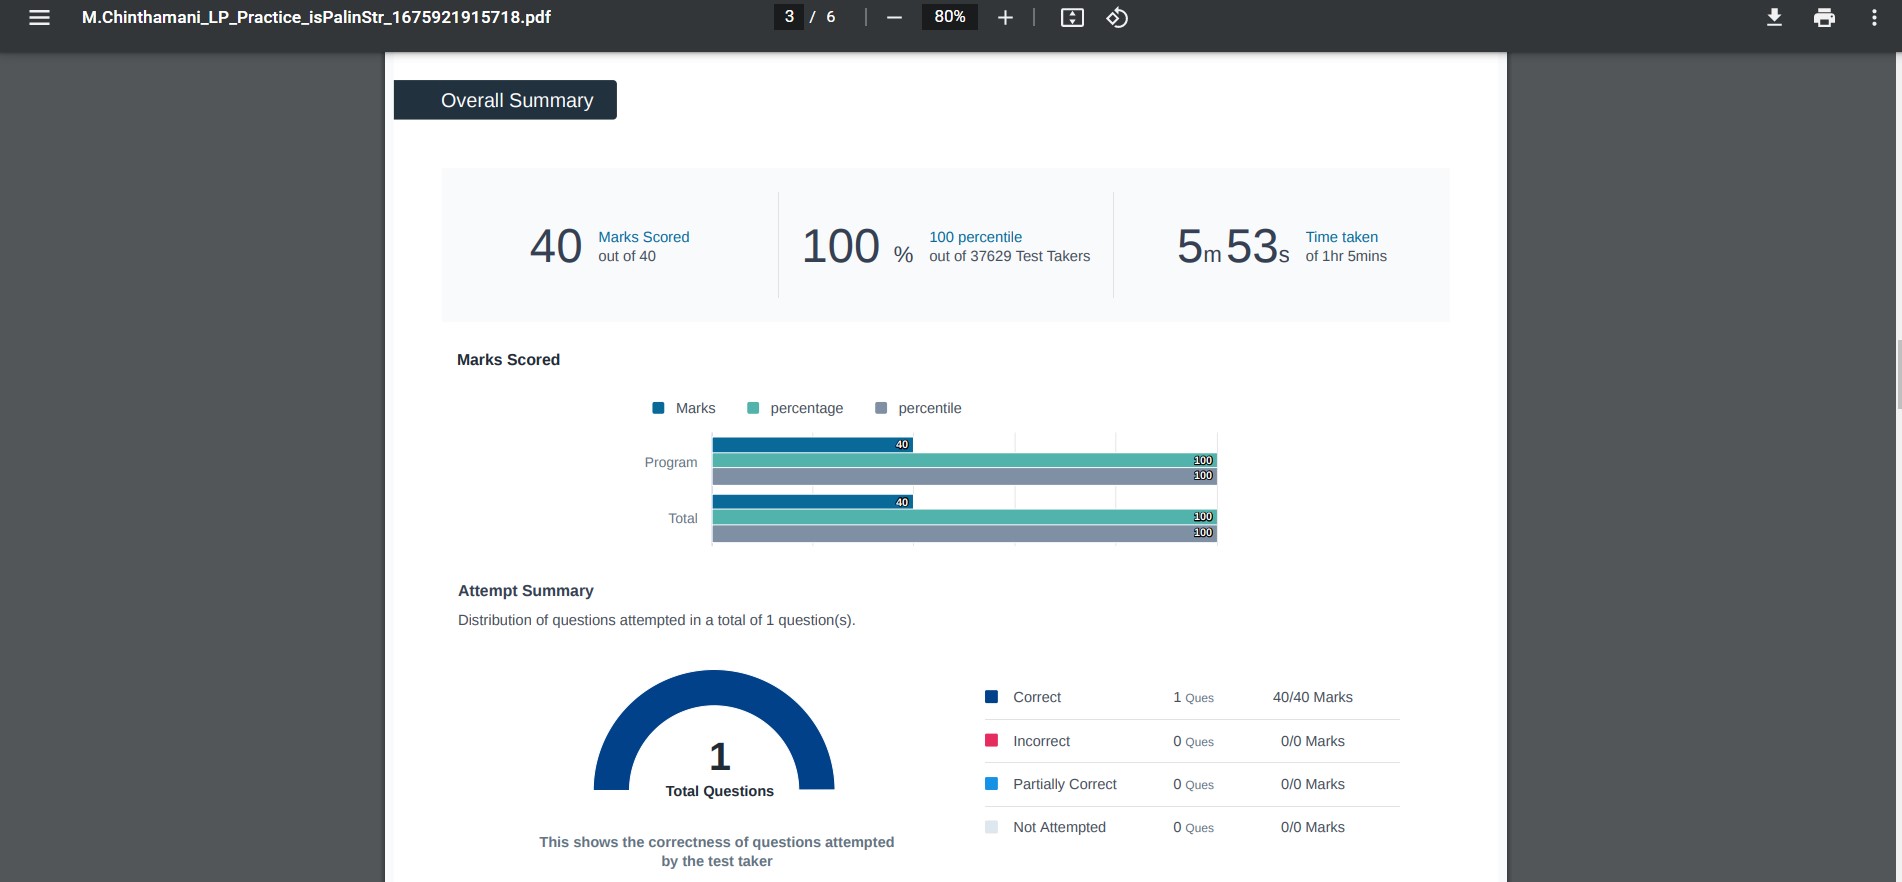 M.Chinthamani_LP_Practice_isPalinStr_1675921915718.pdf
3 / 6
80%
Overall Summary
40 Marks Scored
out of 40
100 % 100 percentile
out of 37629 Test Takers
5m 53s Time taken
of 1hr 5mins
Marks Scored
Marks percentage percentile
Program 40
100
100
Total 40
100
100
Attempt Summary
Distribution of questions attempted in a total of 1 question(s).
1
Total Questions
This shows the correctness of questions attempted
by the test taker
Correct 1 Ques 40/40 Marks
Incorrect 0 Ques 0/0 Marks
Partially Correct 0 Ques 0/0 Marks
Not Attempted 0 Ques 0/0 Marks